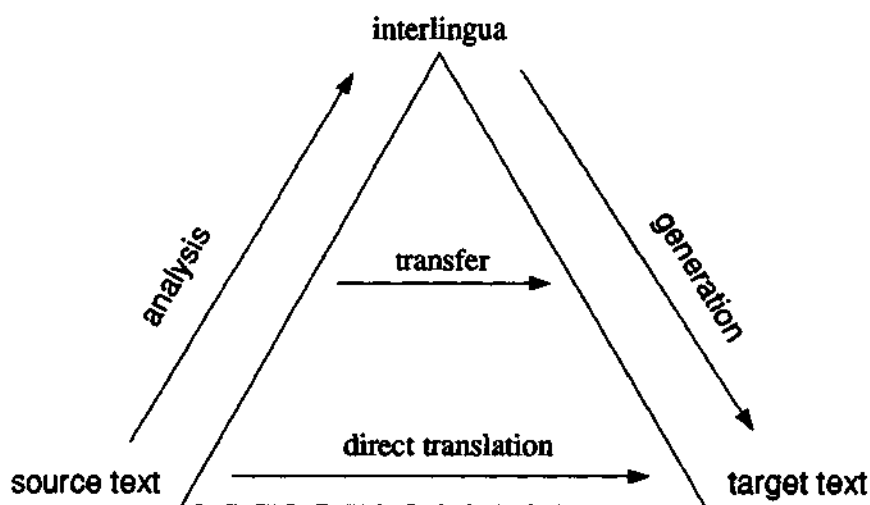 interlingua
analysis
generation
transfer
direct translation
source text
target text